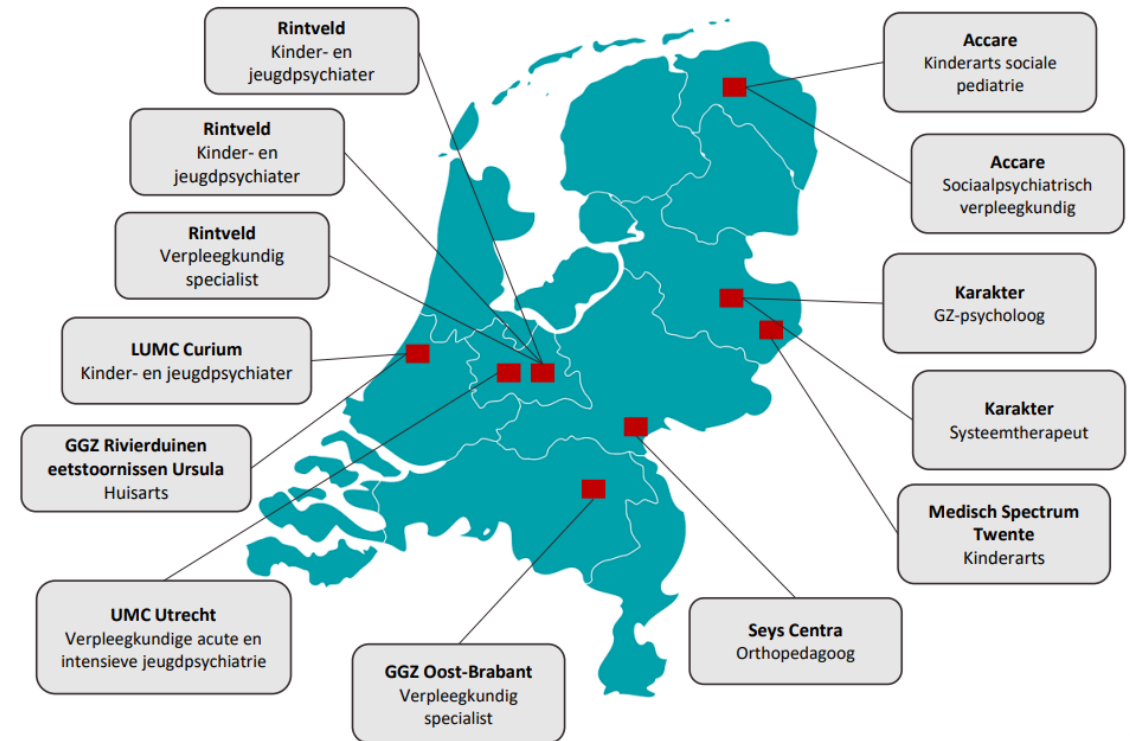 Rintveld
Kinder- en
jeugdpsychiater
Rintveld
Kinder- en
jeugdpsychiater
Rintveld
Verpleegkundig
specialist
LUMC Curium
Kinder- en jeugdpsychiater
GGZ Rivierduinen
eetstoornissen Ursula
Huisarts
UMC Utrecht
Verpleegkundige acute en
intensieve jeugdpsychiatrie
GGZ Oost-Brabant
Verpleegkundig
specialist
Seys Centra
Orthopedagoog
Accare
Kinderarts sociale
pediatrie
Accare
Sociaalpsychiatrisch
verpleegkundig
Karakter
GZ-psycholoog
Karakter
Systeemtherapeut
Medisch Spectrum
Twente
Kinderarts